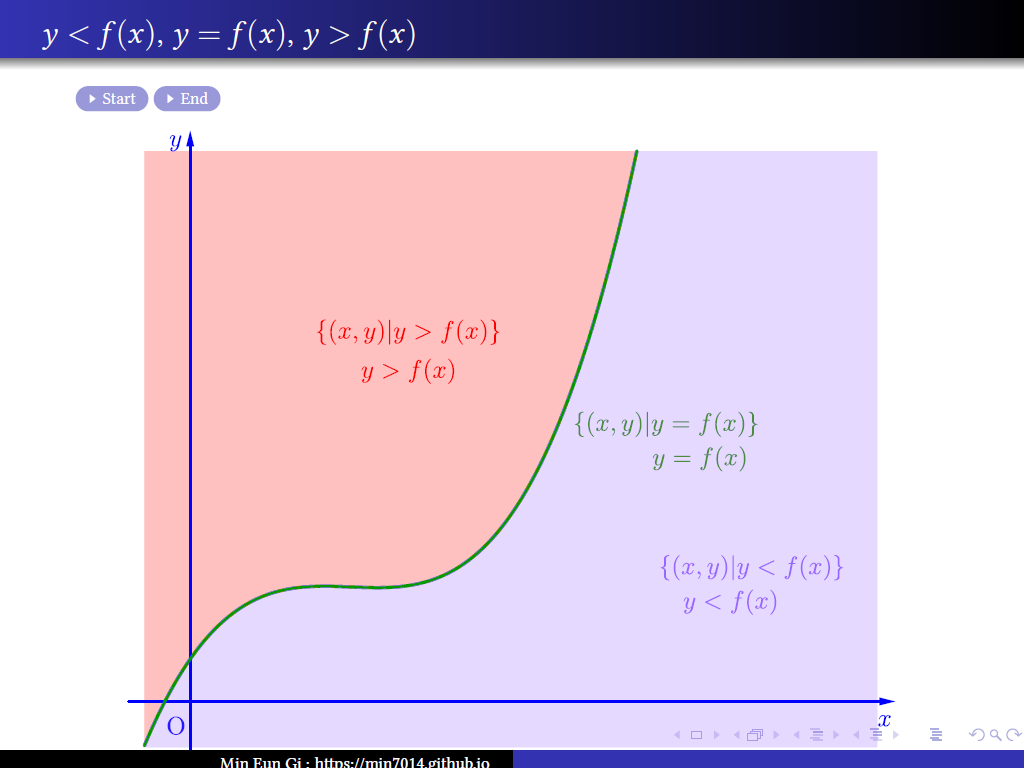 y < f(x), y = f(x), y > f(x)
Start End
y
{(x, y)|y > f(x)}
y > f(x)
{(x, y)|y = f(x)}
y = f(x)
{(x, y)|y < f(x)}
y < f(x)
O
x
Min Eun Gi : https://min7014.github.io